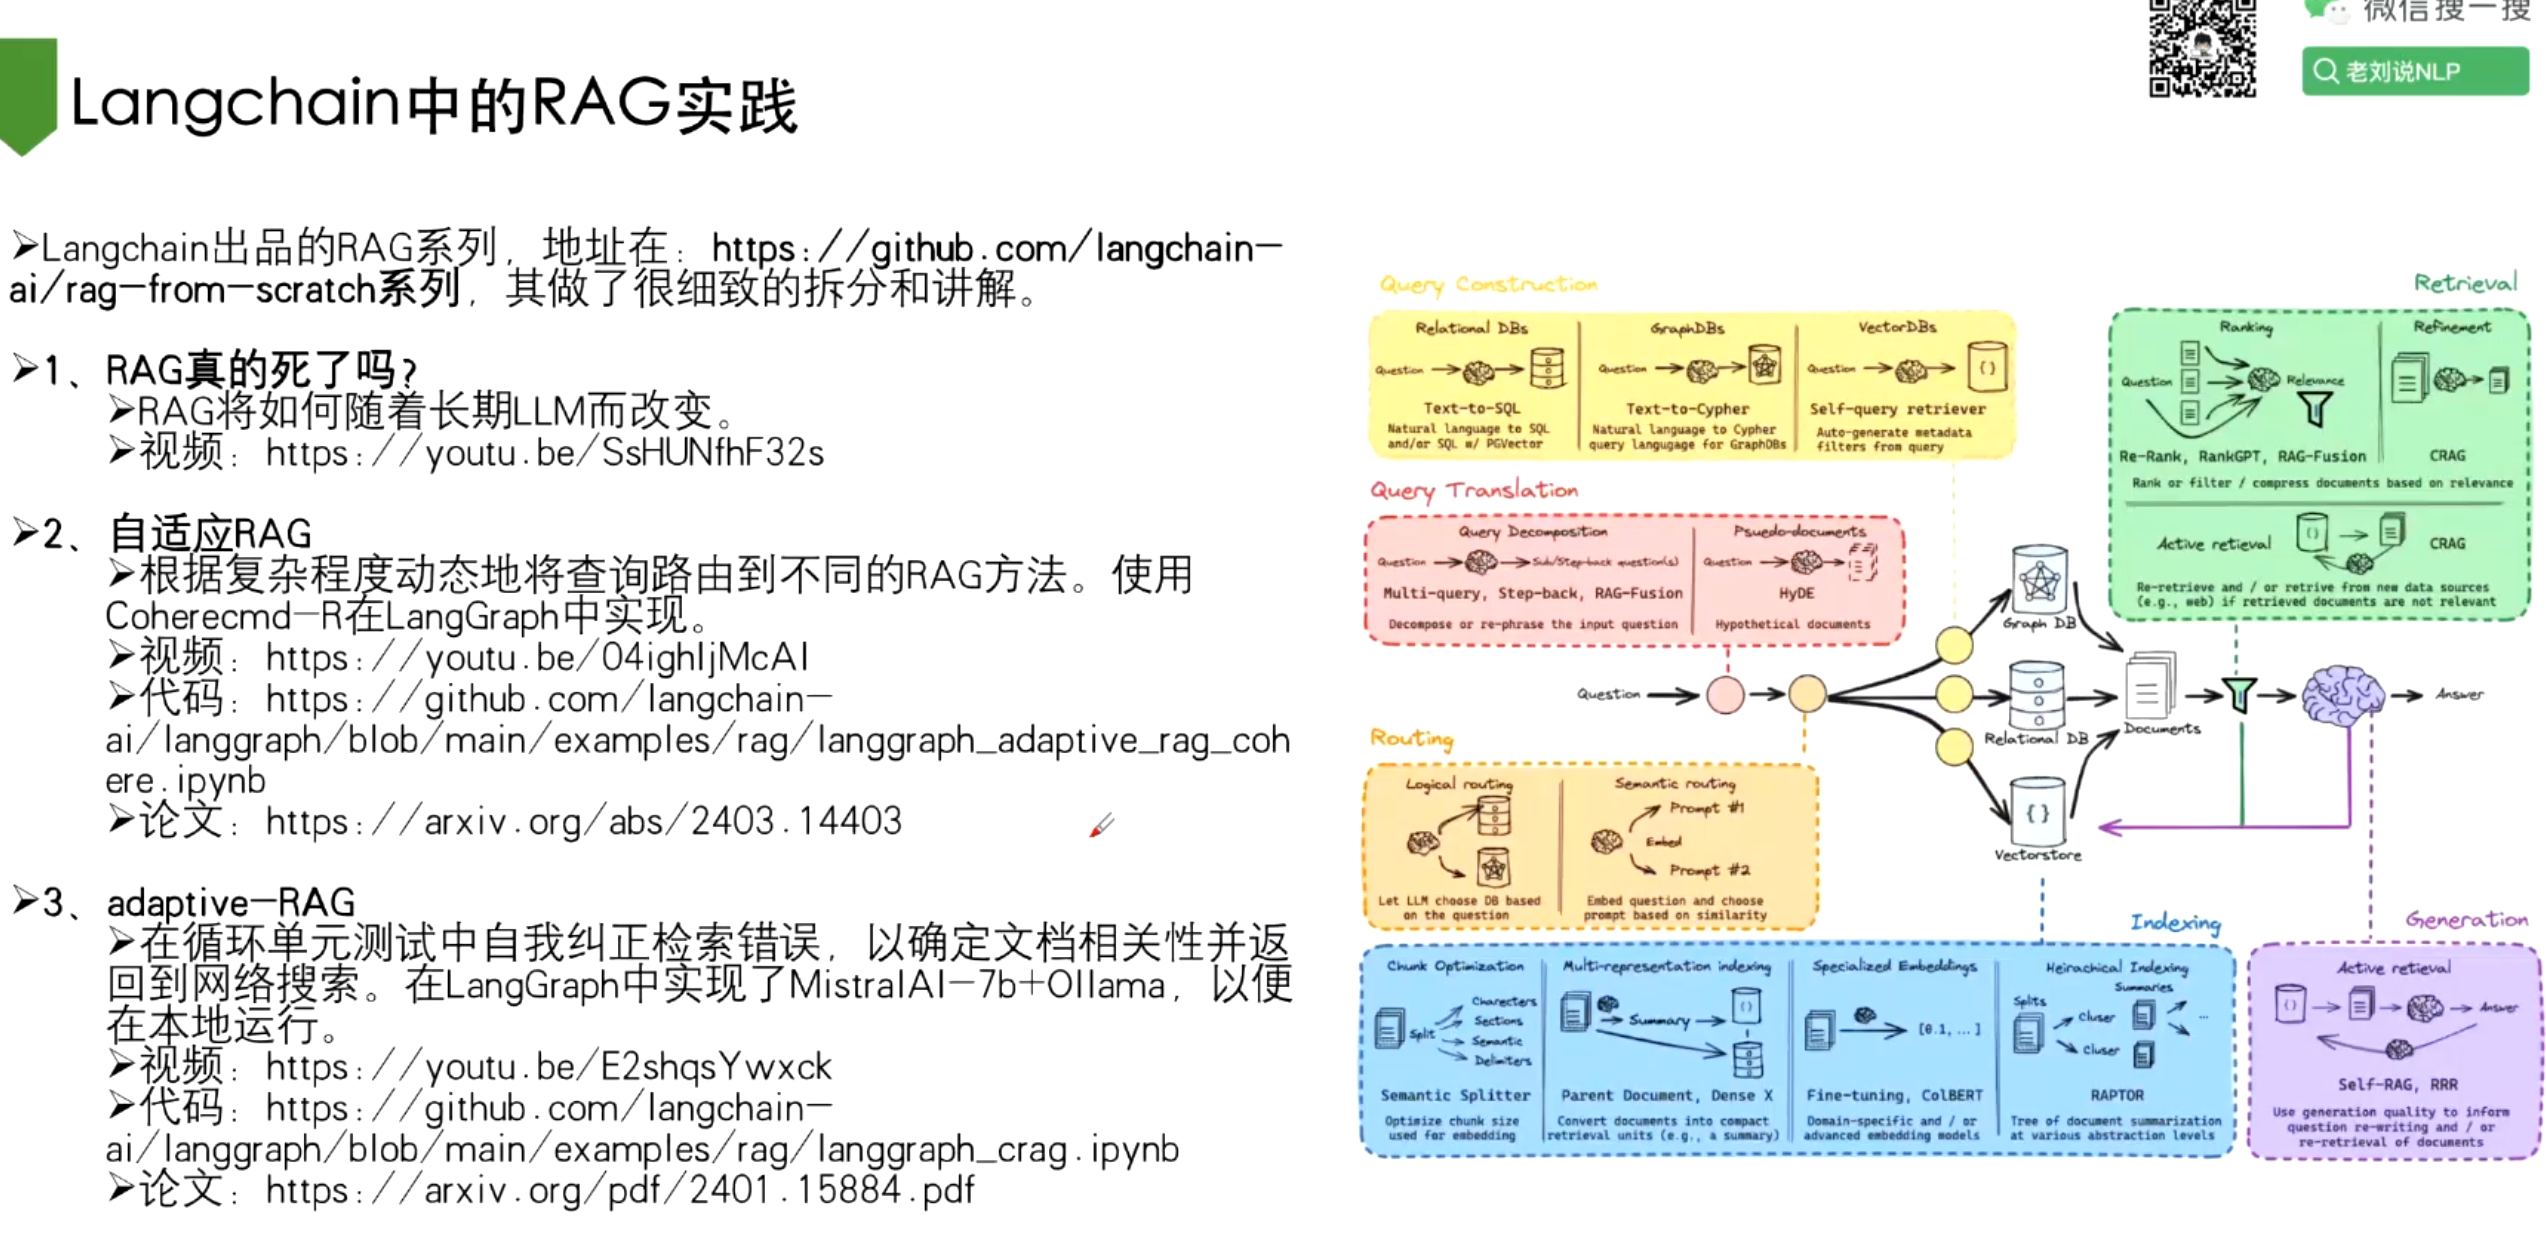 微信搜一搜
老刘说NLP
Langchain中的RAG实践
➢Langchain出品的RAG系列，地址在：https://github.com/langchain-
ai/rag-from-scratch系列，其做了很细致的拆分和讲解。
➢1、RAG真的死了吗？
➢RAG将如何随着长期LLM而改变。
➢视频：https://youtu.be/SsHUNfhF32s
➢2、自适应RAG
➢根据复杂程度动态地将查询路由到不同的RAG方法。使用
Coherecmd-R在LangGraph中实现。
➢视频：https://youtu.be/04ighIjMcAI
➢代码：https://github.com/langchain-
ai/langgraph/blob/main/examples/rag/langgraph_adaptive_rag_coh
ere.ipynb
➢论文：https://arxiv.org/abs/2403.14403
➢3、adaptive-RAG
➢在循环单元测试中自我纠正检索错误，以确定文档相关性并返
回到网络搜索。在LangGraph中实现了MistralAI-7b+Ollama，以便
在本地运行。
➢视频：https://youtu.be/E2shqsYwxck
➢代码：https://github.com/langchain-
ai/langgraph/blob/main/examples/rag/langgraph_crag.ipynb
➢论文：https://arxiv.org/pdf/2401.15884.pdf
Query Construction
Relational DBs
Question
Text-to-SQL
Natural language to SQL
and/or SQL w/ PGVector
GraphDBs
Question
Text-to-Cypher
Natural language to Cypher
query langugage for GraphDBs
VectorDBs
Question
{}
Self-query retriever
Auto-generate metadata
filters from query
Retrieval
Ranking
Question
Relevance
Re-Rank, RankGPT, RAG-Fusion
Refinement
CRAG
Rank or filter / compress documents based on relevance
Active retieval
{}
CRAG
Re-retrieve and / or retrive from new data sources
(e.g., web) if retrieved documents are not relevant
Query Translation
Query Decomposition
Question
Sub/Step-back question(s)
Multi-query, Step-back, RAG-Fusion
Decompose or re-phrase the input question
Psuedo-documents
Question
HyDE
Hypothetical documents
Question
Graph DB
Relational DB
{}
Vectorstore
Documents
Answer
Routing
Logical routing
Let LLM choose DB based
on the question
Semantic routing
Prompt #1
Embed
Prompt #2
Embed question and choose
prompt based on similarity
Indexing
Chunk Optimization
Split
Charecters
Sections
Semantic
Delimiters
Semantic Splitter
Optimize chunk size
used for embedding
Multi-representation indexing
Summary
{}
Parent Document, Dense X
Convert documents into compact
retrieval units (e.g., a summary)
Specialized Embeddings
[0.1, ... ]
Fine-tuning, ColBERT
Domain-specific and / or
advanced embedding models
Heirachical Indexing
Summaries
Splits
Cluser
...
Cluser
RAPTOR
Tree of document summarization
at various abstraction levels
Generation
Active retieval
{}
Answer
Self-RAG, RRR
Use generation quality to inform
question re-writing and / or
re-retrieval of documents